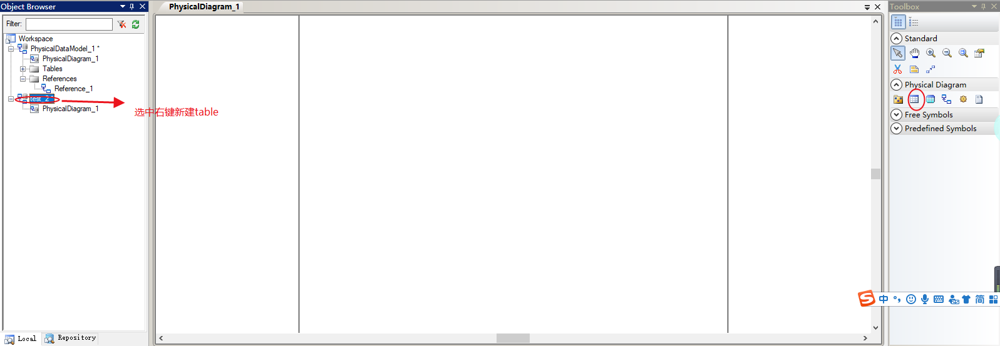 Object Browser
PhysicalDiagram_1
Toolbox
Filter:
Workspace
PhysicalDataModel_1 *
PhysicalDiagram_1
Tables
References
Reference_1
test_2 *
PhysicalDiagram_1
选中右键新建table
Standard
Physical Diagram
Free Symbols
Predefined Symbols
S 中 °, 简
Local
Repository